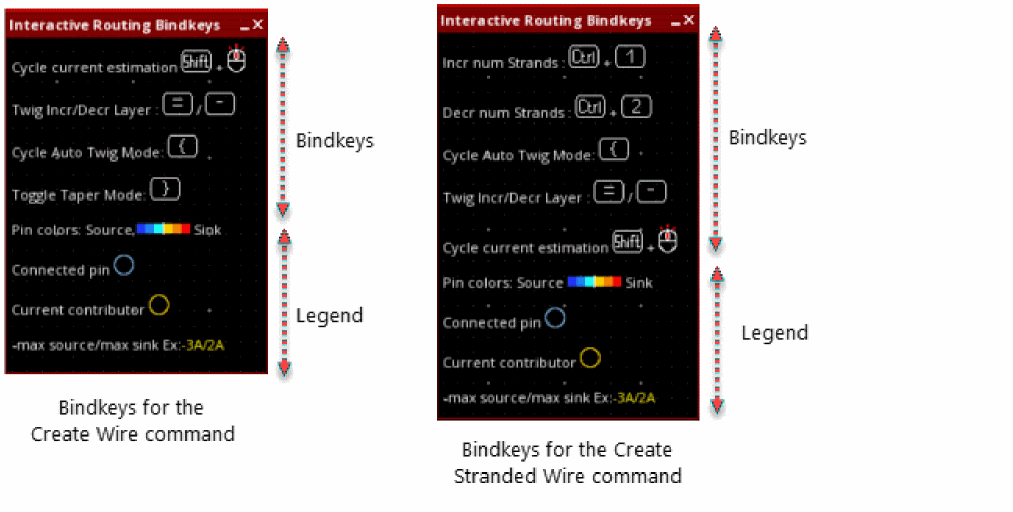 Interactive Routing Bindkeys
Cycle current estimation Shift +
Twig Incr/Decr Layer : = / -
Cycle Auto Twig Mode: {
Toggle Taper Mode: }
Pin colors: Source, Sink
Connected pin
Current contributor
-max source/max sink Ex:-3A/2A
Bindkeys
Legend
Bindkeys for the
Create Wire command
Interactive Routing Bindkeys
Incr num Strands : Ctrl + 1
Decr num Strands : Ctrl + 2
Cycle Auto Twig Mode: {
Twig Incr/Decr Layer : = / -
Cycle current estimation Shift +
Pin colors: Source Sink
Connected pin
Current contributor
-max source/max sink Ex:-3A/2A
Bindkeys
Legend
Bindkeys for the Create
Stranded Wire command